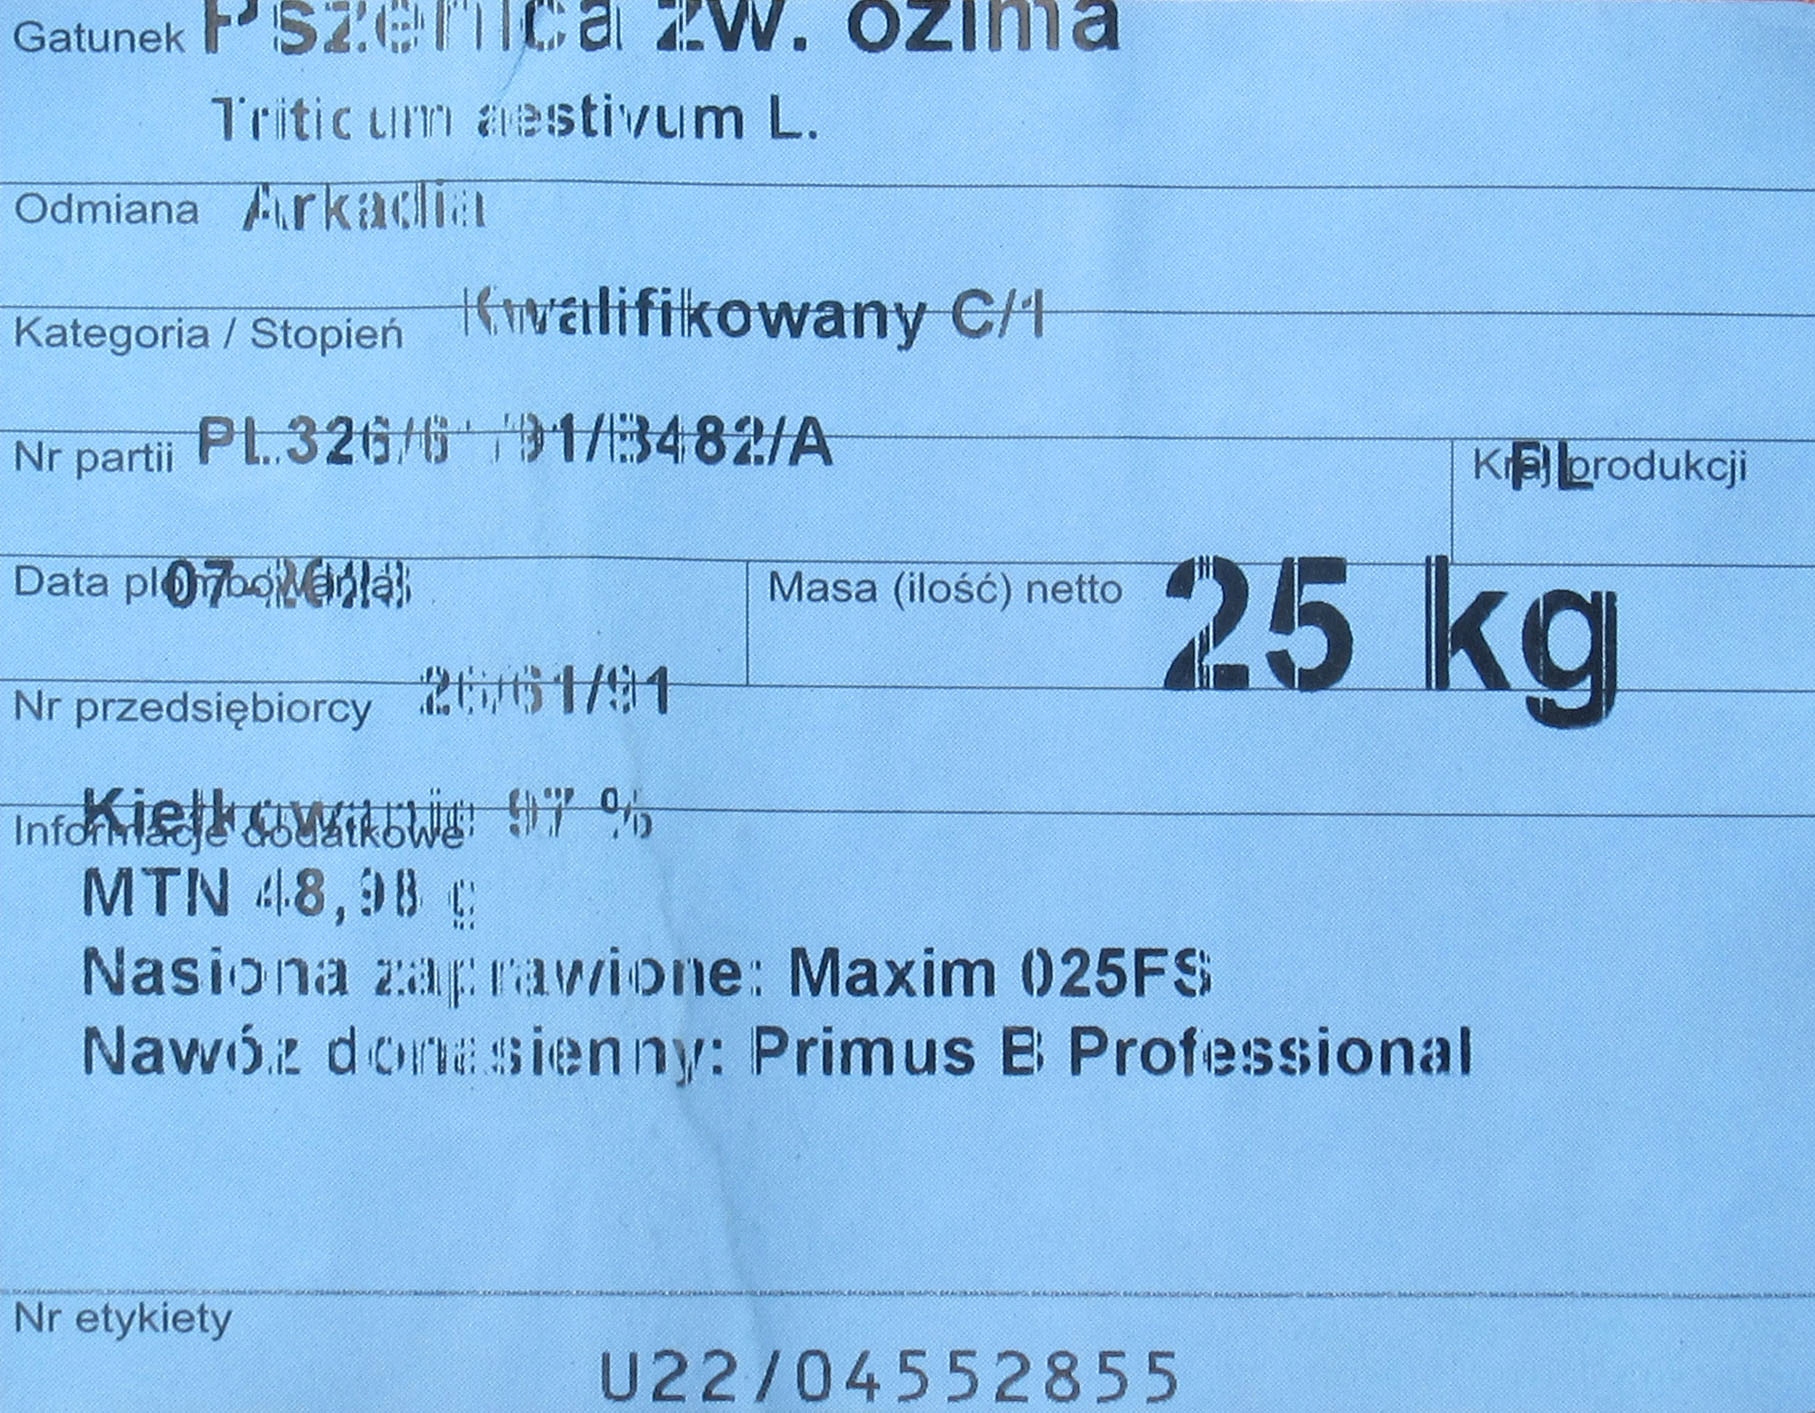 Gatunek Pszenica zw. ozima
Triticum aestivum L.
Odmiana Arkadia
Kategoria / Stopień Kwalifikowany C/1
Nr partii
Kraj produkcji PL
Data plombowania
Masa (ilość) netto 25 kg
Nr przedsiębiorcy
Kiełkowanie 97 %
Informacje dodatkowe
MTN 48,98 g
Nasiona zaprawione: Maxim 025FS
Nawóz donasienny: Primus B Professional
Nr etykiety
U22/04552855